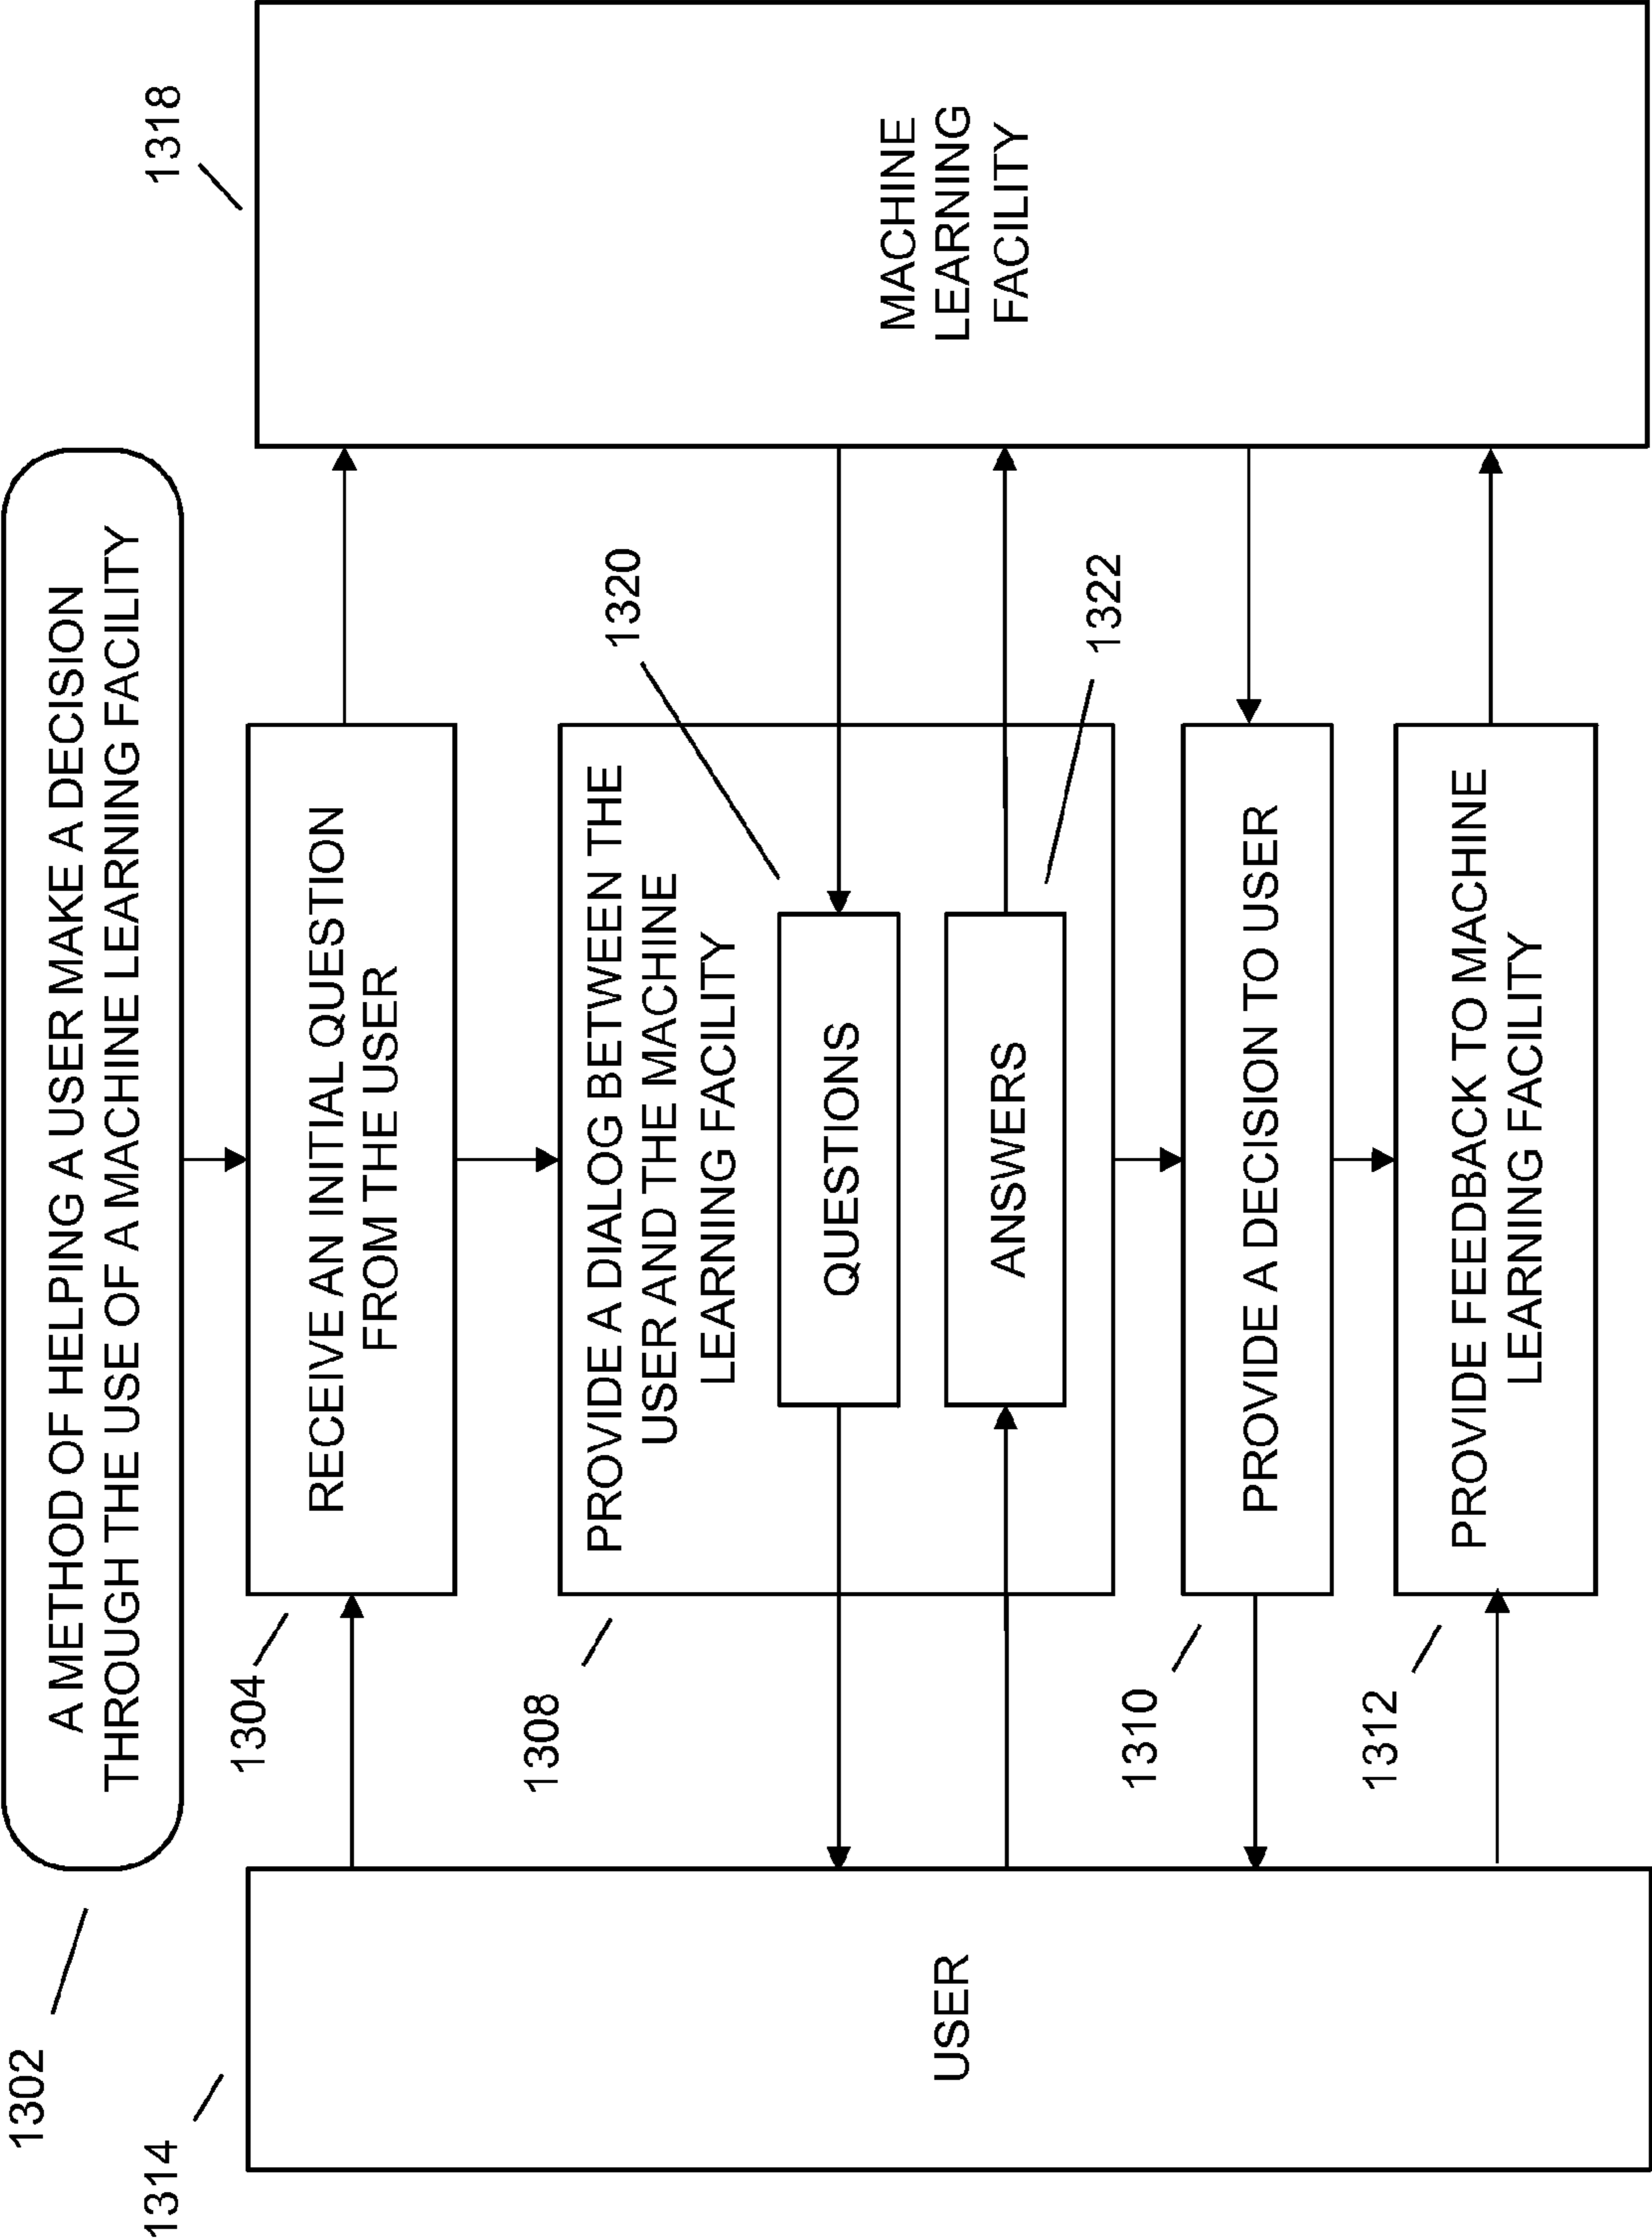 1302
A METHOD OF HELPING A USER MAKE A DECISION
THROUGH THE USE OF A MACHINE LEARNING FACILITY
1314
1318
1304
RECEIVE AN INITIAL QUESTION
FROM THE USER
1308
PROVIDE A DIALOG BETWEEN THE
USER AND THE MACHINE
LEARNING FACILITY
1320
QUESTIONS
ANSWERS
1322
USER
MACHINE
LEARNING
FACILITY
1310
PROVIDE A DECISION TO USER
1312
PROVIDE FEEDBACK TO MACHINE
LEARNING FACILITY